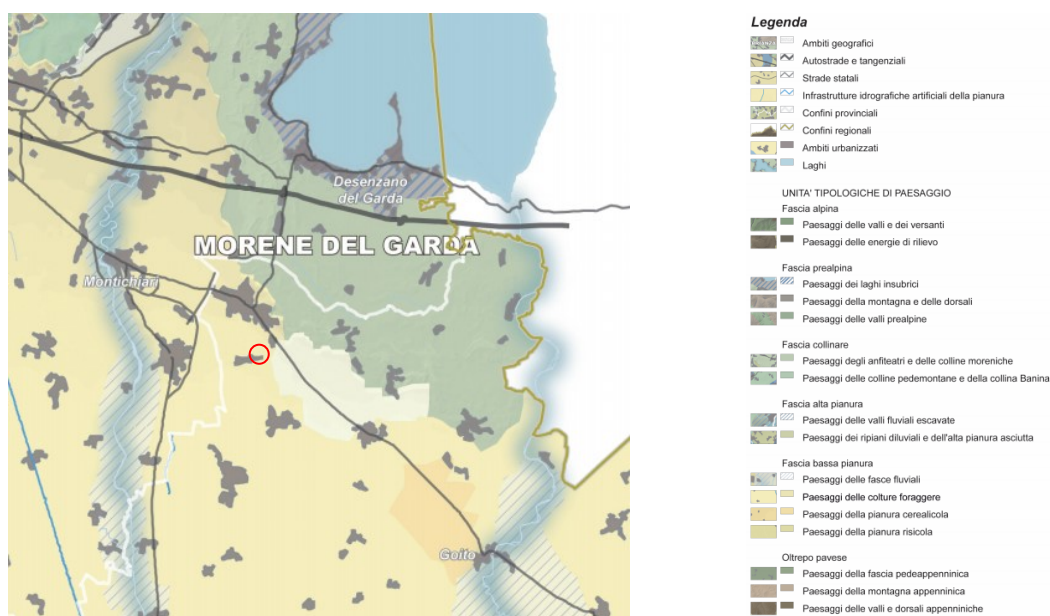 Desenzano
del Garda
MORENE DEL GARDA
Montichiari
Goito
Legenda
Ambiti geografici
Autostrade e tangenziali
Strade statali
Infrastrutture idrografiche artificiali della pianura
Confini provinciali
Confini regionali
Ambiti urbanizzati
Laghi
UNITA' TIPOLOGICHE DI PAESAGGIO
Fascia alpina
Paesaggi delle valli e dei versanti
Paesaggi delle energie di rilievo
Fascia prealpina
Paesaggi dei laghi insubrici
Paesaggi della montagna e delle dorsali
Paesaggi delle valli prealpine
Fascia collinare
Paesaggi degli anfiteatri e delle colline moreniche
Paesaggi delle colline pedemontane e della collina Banina
Fascia alta pianura
Paesaggi delle valli fluviali escavate
Paesaggi dei ripiani diluviali e dell'alta pianura asciutta
Fascia bassa pianura
Paesaggi delle fasce fluviali
Paesaggi delle colture foraggere
Paesaggi della pianura cerealicola
Paesaggi della pianura risicola
Oltrepo pavese
Paesaggi della fascia pedeappenninica
Paesaggi della montagna appenninica
Paesaggi delle valli e dorsali appenniniche